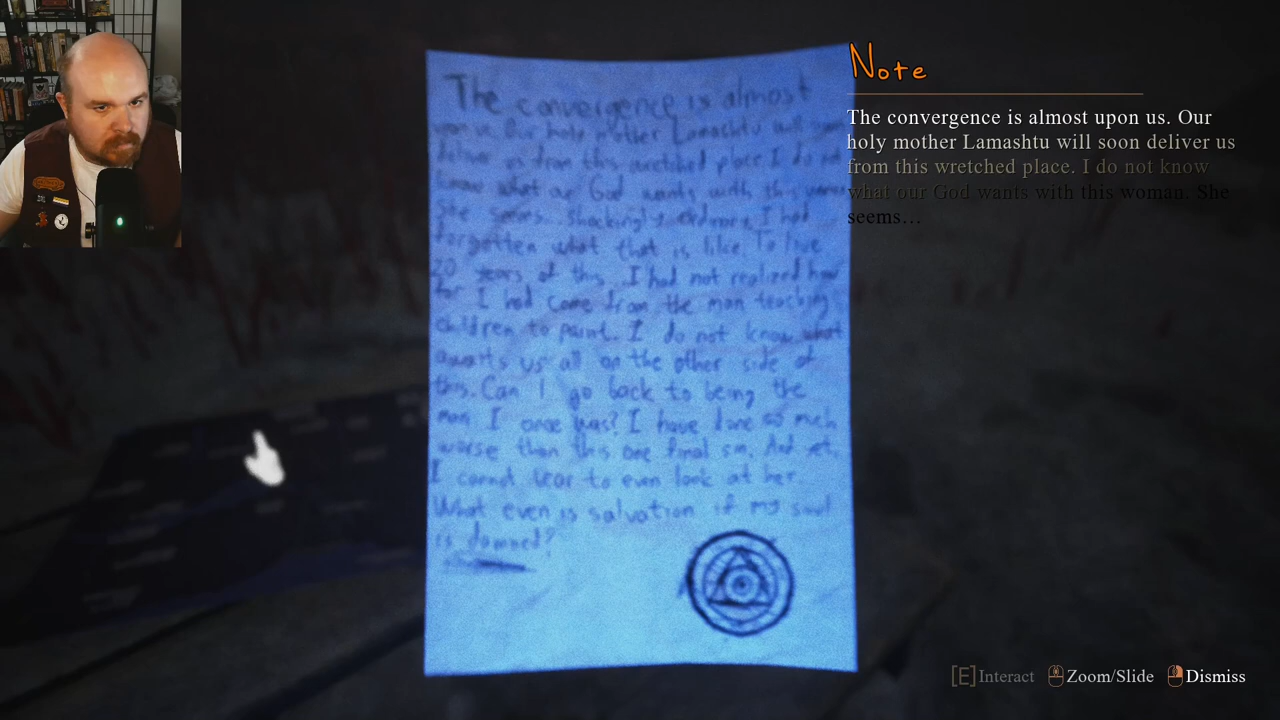 The convergence is almost
upon us. Our holy mother Lamashtu will soon
deliver us from this wretched place. I do not
know what our God wants with this woman
She seems... Shockingly ordinary. I had
forgotten what that is like. To live
20 years of this. I had not realized how
far I had come from the man teaching
children to paint. I do not know what
awaits us all on the other side of
this. Can I go back to being the
man I once was? I have done so much
worse than this one final sin. And yet,
I cannot bear to even look at her.
What even is salvation if my soul
is damned?
Note
The convergence is almost upon us. Our
holy mother Lamashtu will soon deliver us
from this wretched place. I do not know
what our God wants with this woman. She
seems...
[E]Interact Zoom/Slide Dismiss